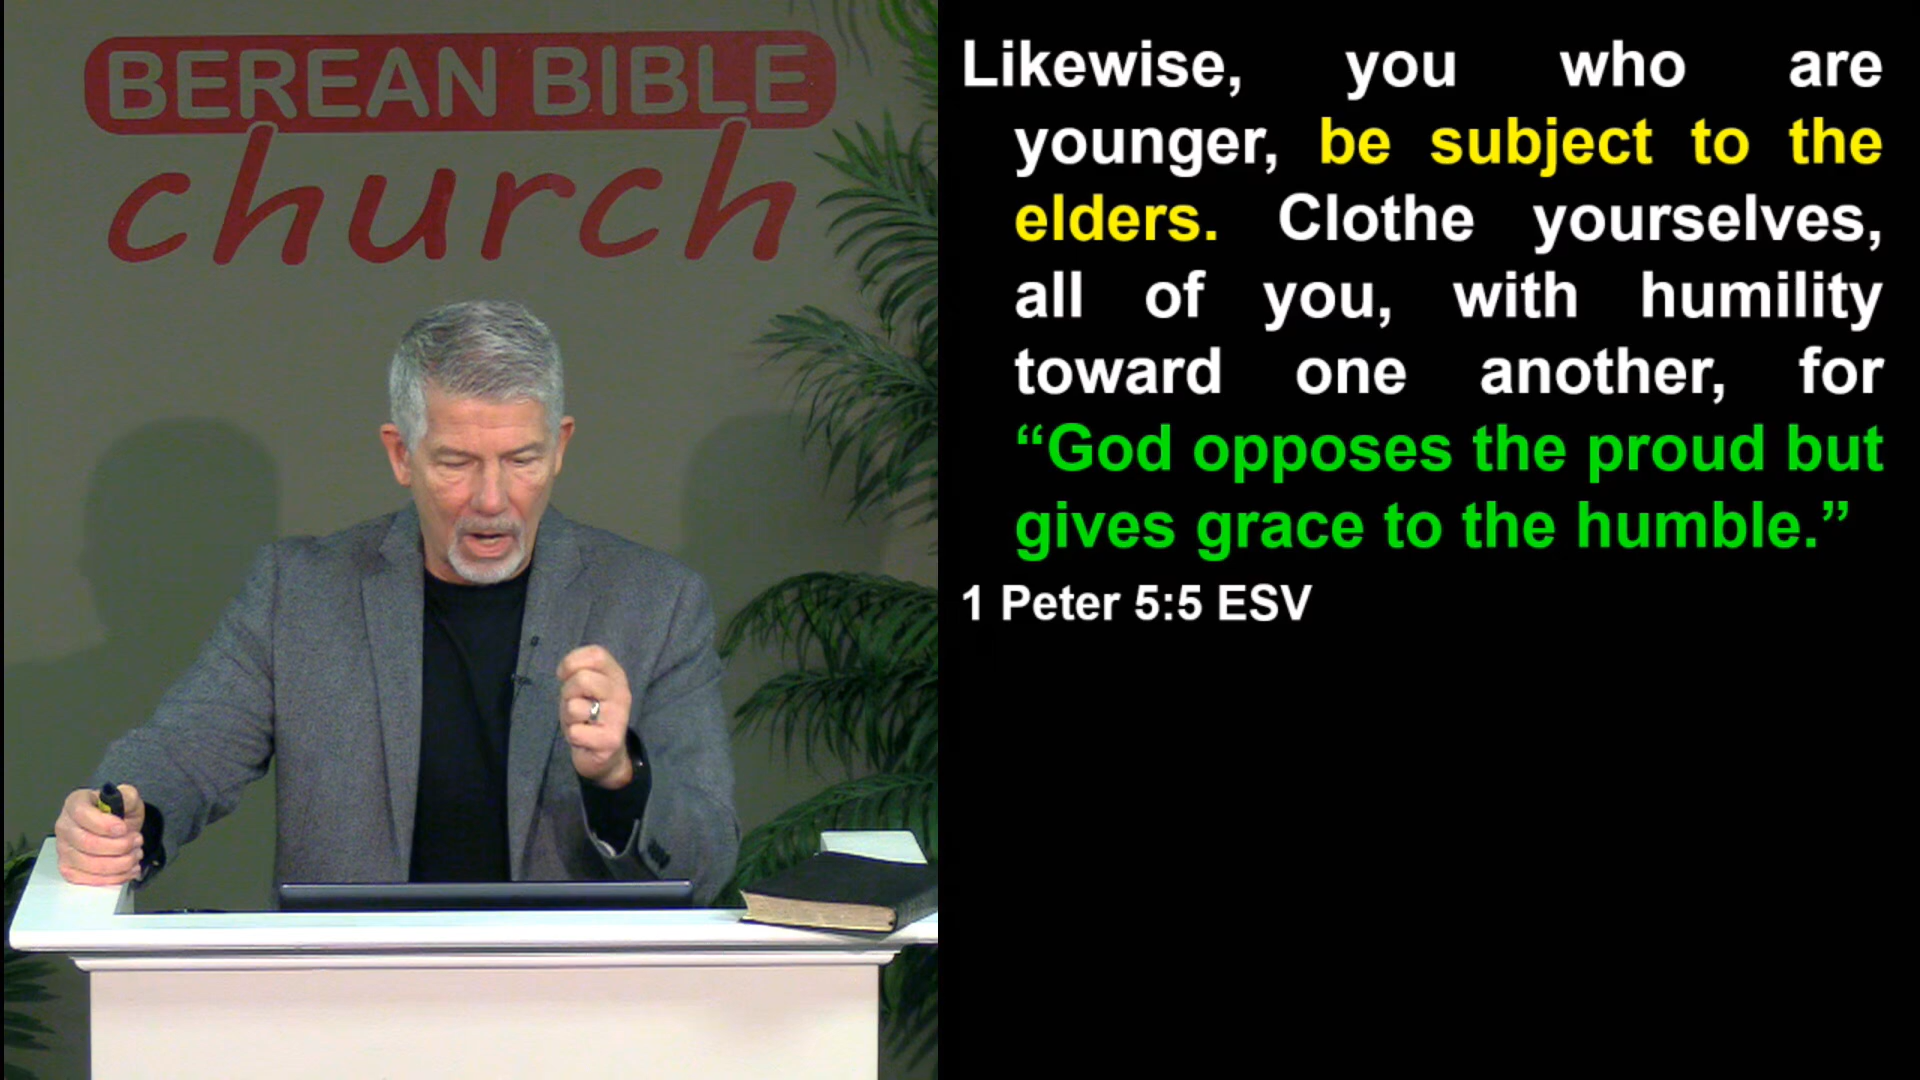 BEREAN BIBLE
church
Likewise, you who are
younger, be subject to the
elders. Clothe yourselves,
all of you, with humility
toward one another, for
“God opposes the proud but
gives grace to the humble.”
1 Peter 5:5 ESV